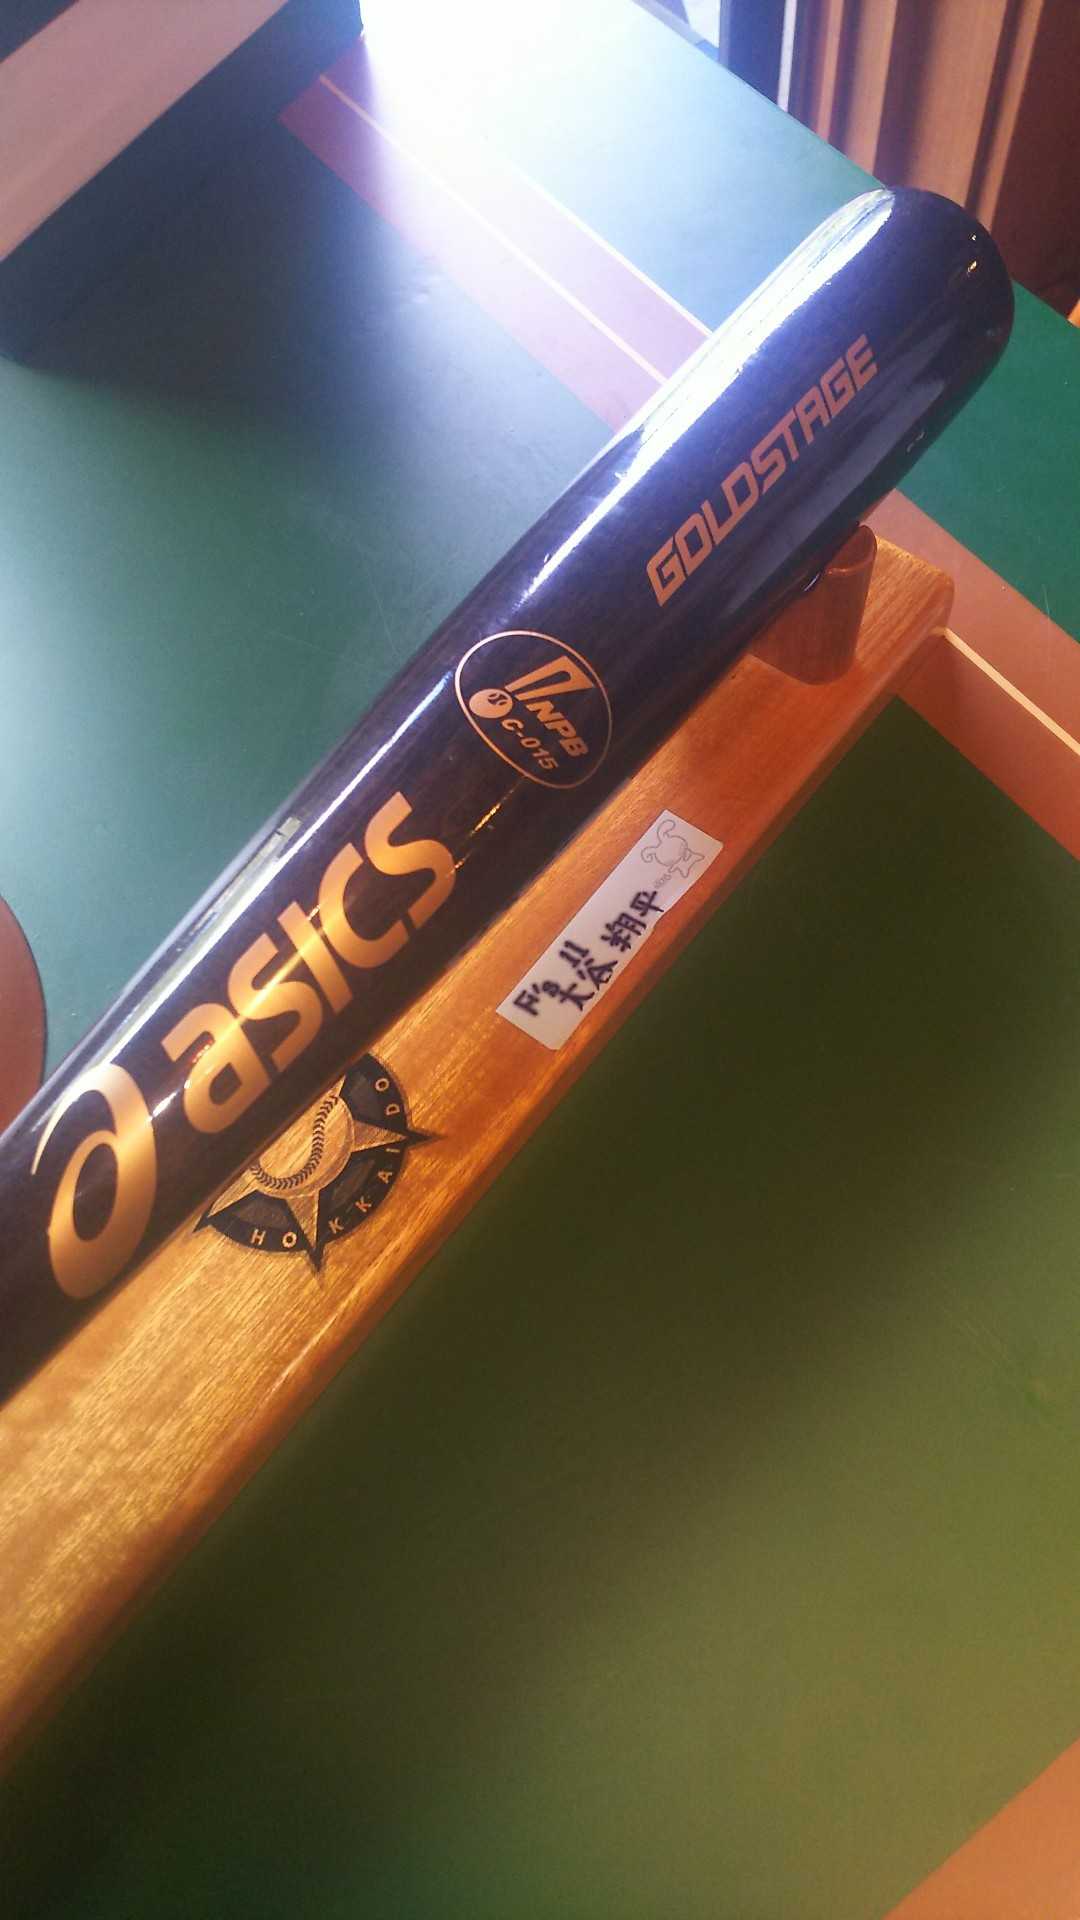 GOLDSTAGE
NPB
C-015
asics
F's 11
大谷 翔平
HOKKAIDO